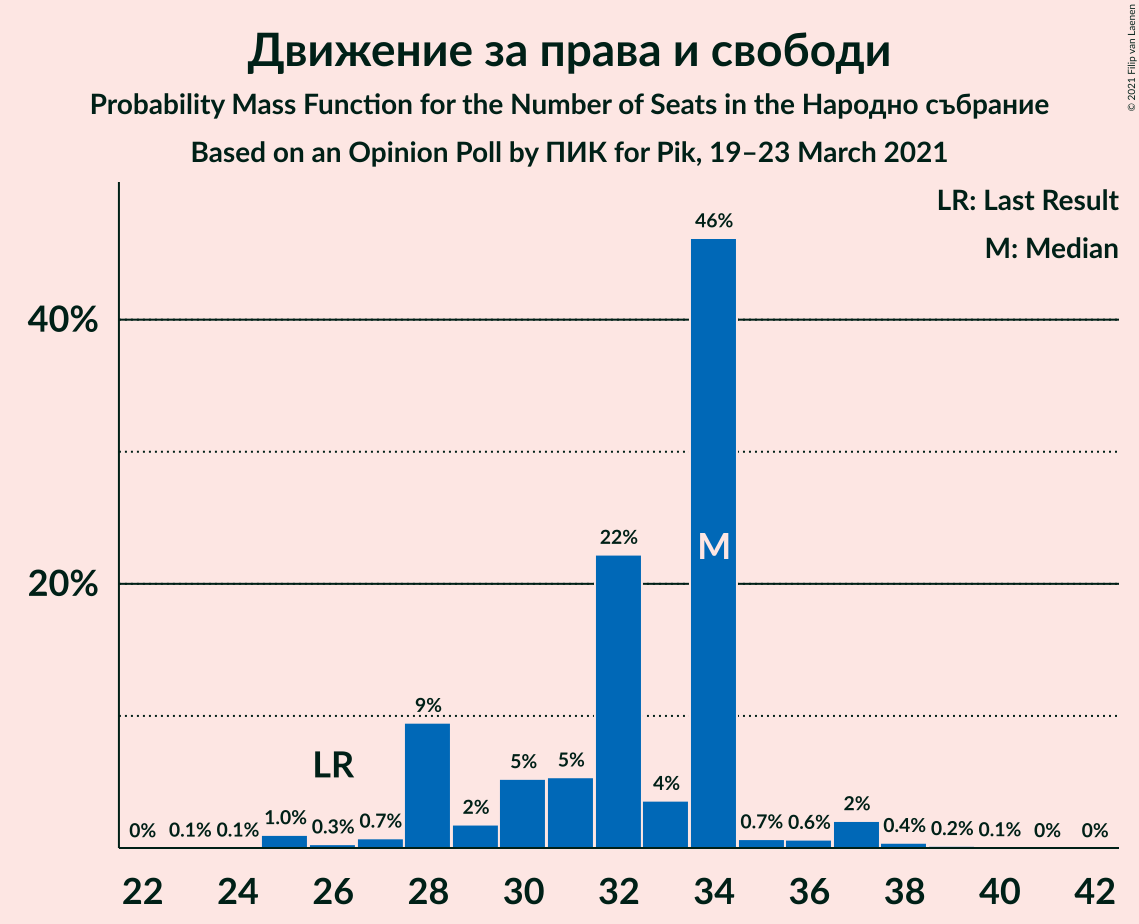 Движение за права и свободи
Probability Mass Function for the Number of Seats in the Народно събрание
Based on an Opinion Poll by ПИК for Pik, 19–23 March 2021
© 2021 Filip van Laenen
LR: Last Result
M: Median
40%
20%
0% 0.1% 0.1% 1.0% 0.3% 0.7% 9% 2% 5% 5% 22% 4% 46% 0.7% 0.6% 2% 0.4% 0.2% 0.1% 0% 0%
LR
M
22 24 26 28 30 32 34 36 38 40 42